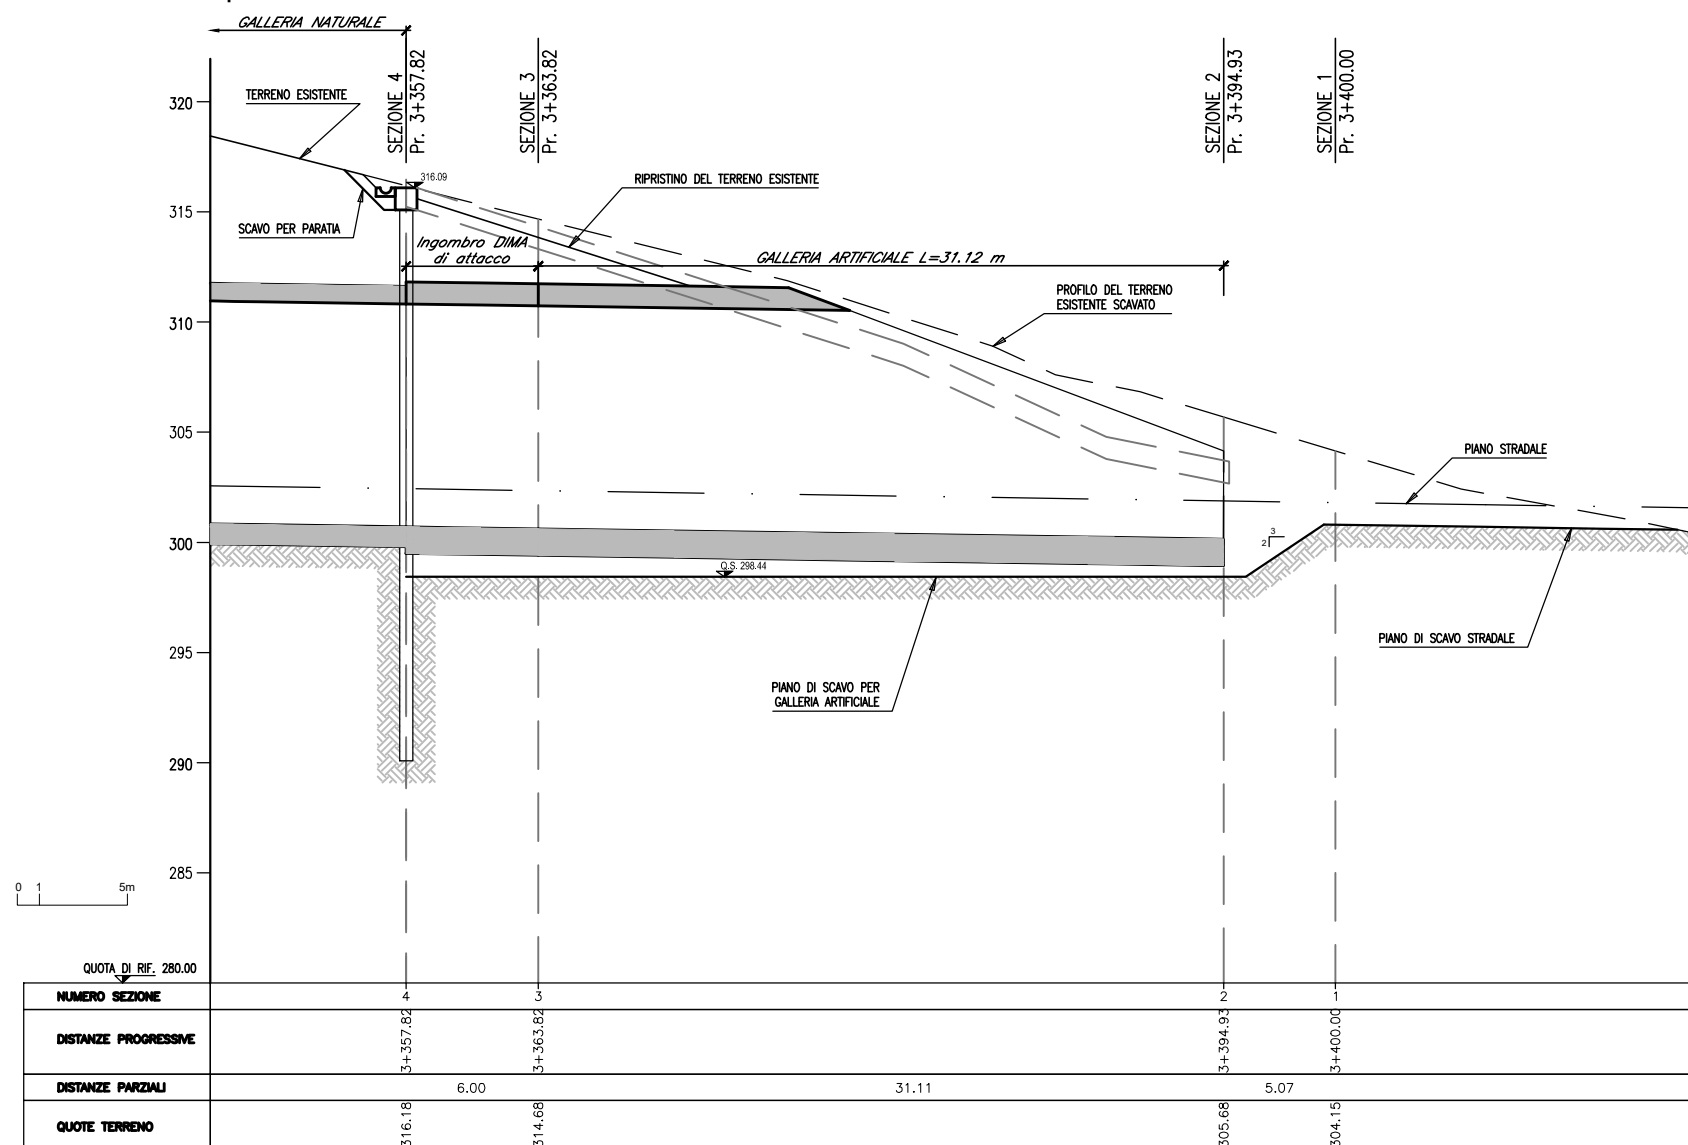 GALLERIA NATURALE
SEZIONE 4
Pr. 3+357.82
SEZIONE 3
Pr. 3+363.82
SEZIONE 2
Pr. 3+394.93
SEZIONE 1
Pr. 3+400.00
320
TERRENO ESISTENTE
316.09
RIPRISTINO DEL TERRENO ESISTENTE
315
SCAVO PER PARATIA
Ingombro DIMA
di attacco
GALLERIA ARTIFICIALE L=31.12 m
PROFILO DEL TERRENO
ESISTENTE SCAVATO
310
305
PIANO STRADALE
300
3
2
Q.S. 298.44
295
PIANO DI SCAVO STRADALE
PIANO DI SCAVO PER
GALLERIA ARTIFICIALE
290
285
0 1 5m
QUOTA DI RIF. 280.00
NUMERO SEZIONE 4 3 2 1
DISTANZE PROGRESSIVE 3+357.82 3+363.82 3+394.93 3+400.00
DISTANZE PARZIALI 6.00 31.11 5.07
QUOTE TERRENO 316.18 314.68 305.68 304.15